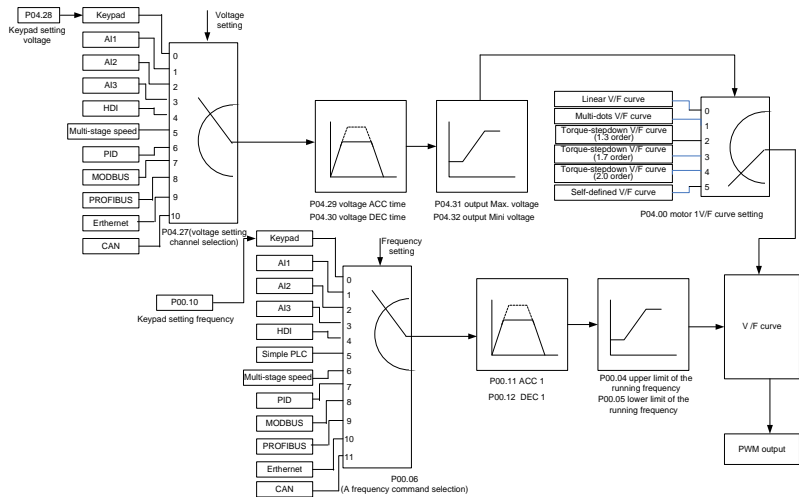 P04.28
Keypad
Voltage
setting
Keypad setting
voltage
AI1
AI2
AI3
HDI
Multi-stage speed
PID
MODBUS
PROFIBUS
Erthernet
CAN
0
1
2
3
4
5
6
7
8
9
10
P04.27(voltage setting
channel selection)
P04.29 voltage ACC time
P04.30 voltage DEC time
P04.31 output Max. voltage
P04.32 output Mini voltage
Linear V/F curve
Multi-dots V/F curve
Torque-stepdown V/F curve
(1.3 order)
Torque-stepdown V/F curve
(1.7 order)
Torque-stepdown V/F curve
(2.0 order)
Self-defined V/F curve
0
1
2
3
4
5
P04.00 motor 1V/F curve setting
Keypad
Frequency
setting
P00.10
Keypad setting frequency
AI1
AI2
AI3
HDI
Simple PLC
Multi-stage speed
PID
MODBUS
PROFIBUS
Erthernet
CAN
0
1
2
3
4
5
6
7
8
9
10
11
P00.06
(A frequency command selection)
P00.11 ACC 1
P00.12 DEC 1
P00.04 upper limit of the
running frequency
P00.05 lower limit of the
running frequency
V /F curve
PWM output